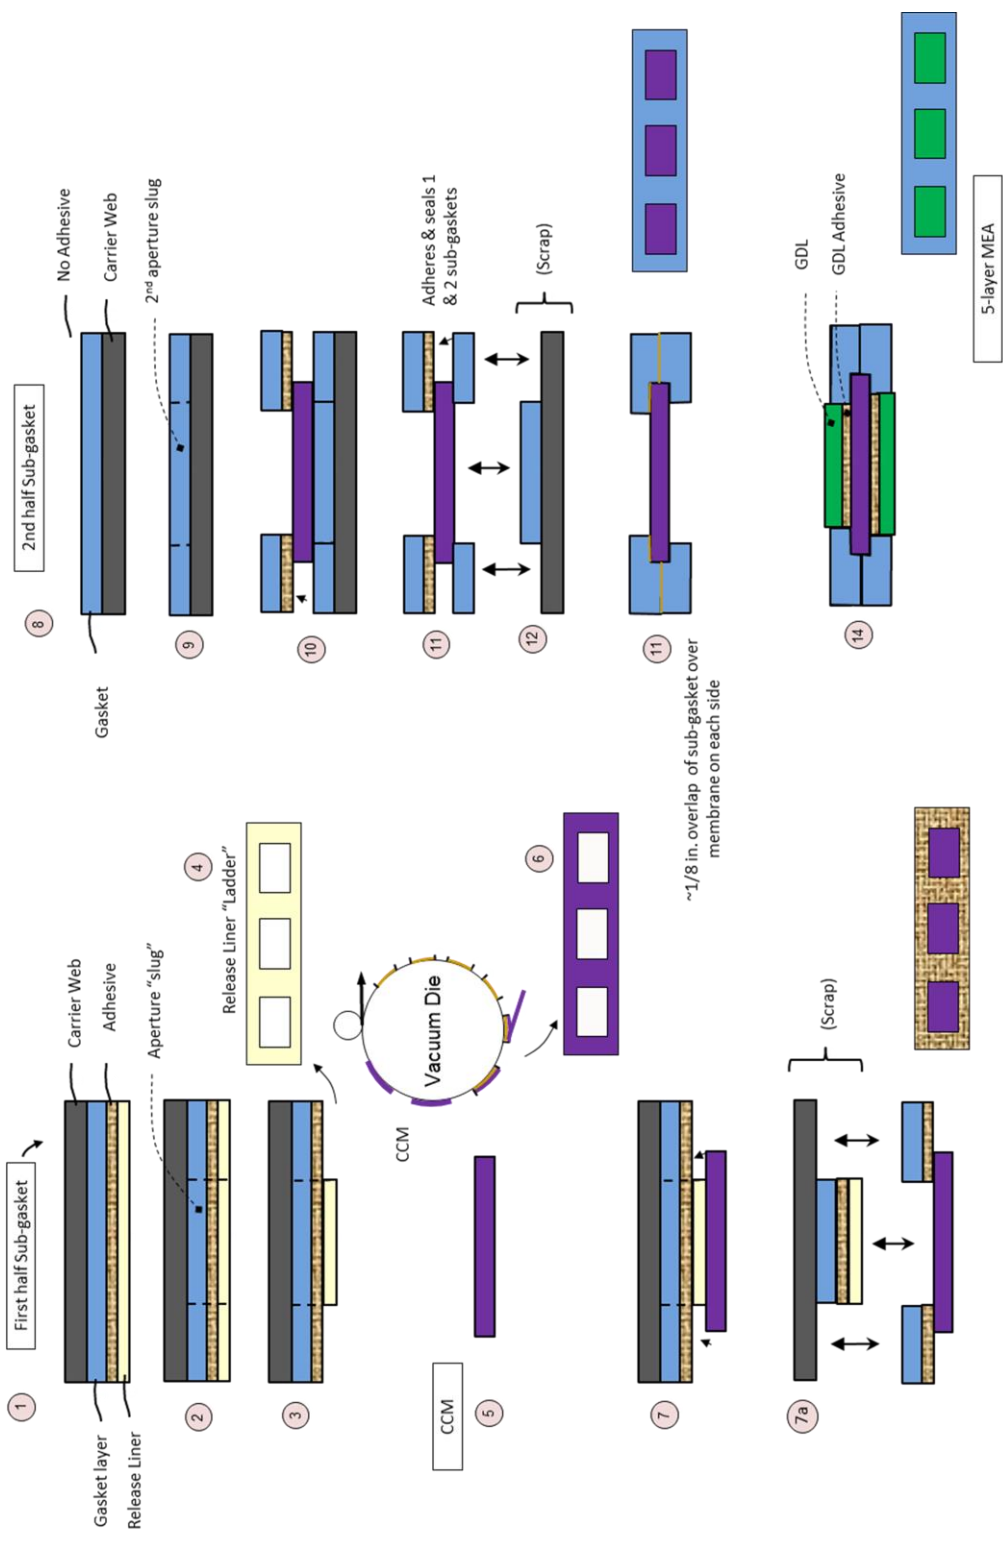 1
First half Sub-gasket
Carrier Web
Adhesive
Gasket layer
Release Liner
2
Aperture “slug”
3
4
Release Liner “Ladder”
CCM
5
CCM
Vacuum Die
6
7
7a
(Scrap)
8
2nd half Sub-gasket
No Adhesive
Carrier Web
Gasket
9
2nd aperture slug
10
11
Adheres & seals 1
& 2 sub-gaskets
12
(Scrap)
11
~1/8 in. overlap of sub-gasket over
membrane on each side
14
GDL
GDL Adhesive
5-layer MEA